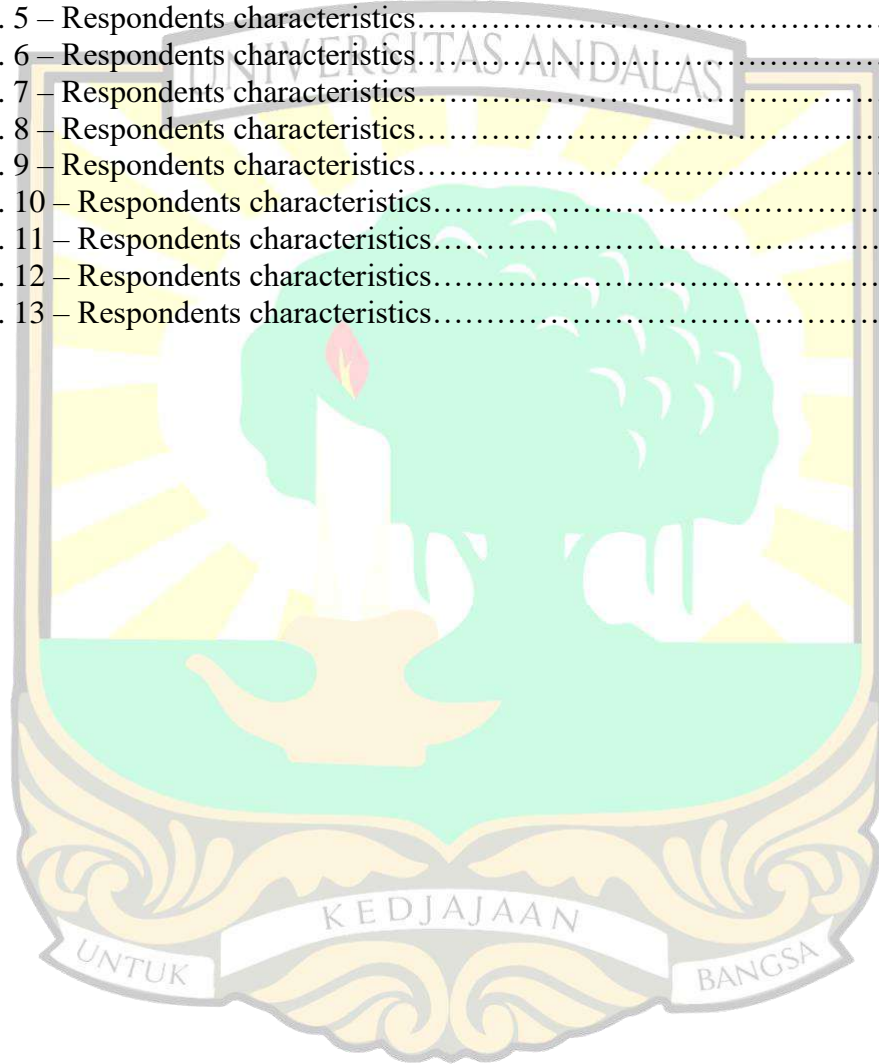 . 5 – Respondents characteristics……………………………………………
UNIVERSITAS ANDALAS
. 6 – Respondents characteristics……………………………………………
. 7 – Respondents characteristics……………………………………………
. 8 – Respondents characteristics……………………………………………
. 9 – Respondents characteristics……………………………………………
. 10 – Respondents characteristics…………………………………………
. 11 – Respondents characteristics…………………………………………
. 12 – Respondents characteristics…………………………………………
. 13 – Respondents characteristics…………………………………………
UNTUK KEDJAJAAN BANGSA